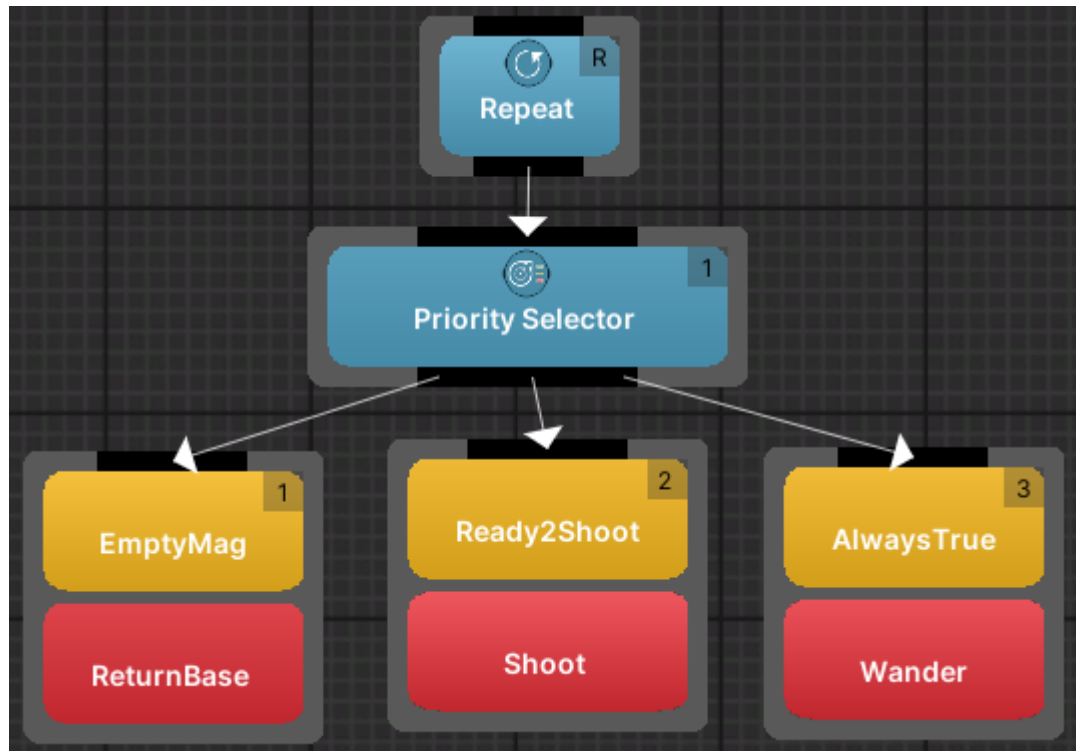 R
Repeat
1
Priority Selector
1
EmptyMag
ReturnBase
2
Ready2Shoot
Shoot
3
AlwaysTrue
Wander